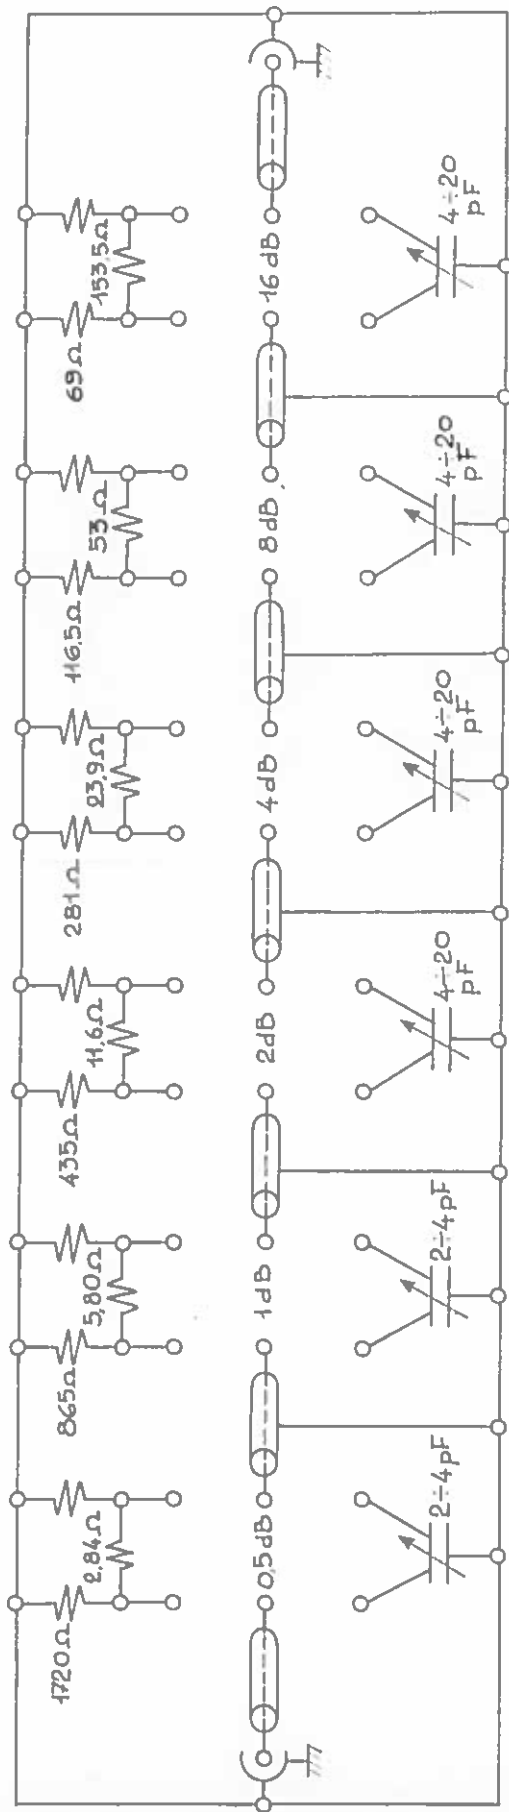 1720Ω
2,84Ω
865Ω
5,80Ω
435Ω
11,6Ω
281Ω
23,9Ω
116,5Ω
53Ω
69Ω
153,5Ω
0,5dB
1dB
2dB
4dB
8dB
16dB
2÷4pF
2÷4pF
4÷20
pF
4÷20
pF
4÷20
pF
4÷20
pF